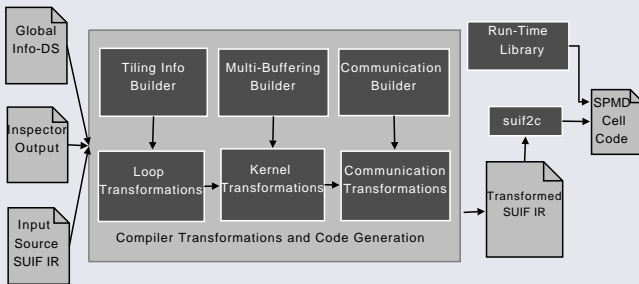 Global
Info-DS
Inspector
Output
Input
Source
SUIF IR
Tiling Info
Builder
Multi-Buffering
Builder
Communication
Builder
Loop
Transformations
Kernel
Transformations
Communication
Transformations
Compiler Transformations and Code Generation
Run-Time
Library
suif2c
Transformed
SUIF IR
SPMD
Cell
Code